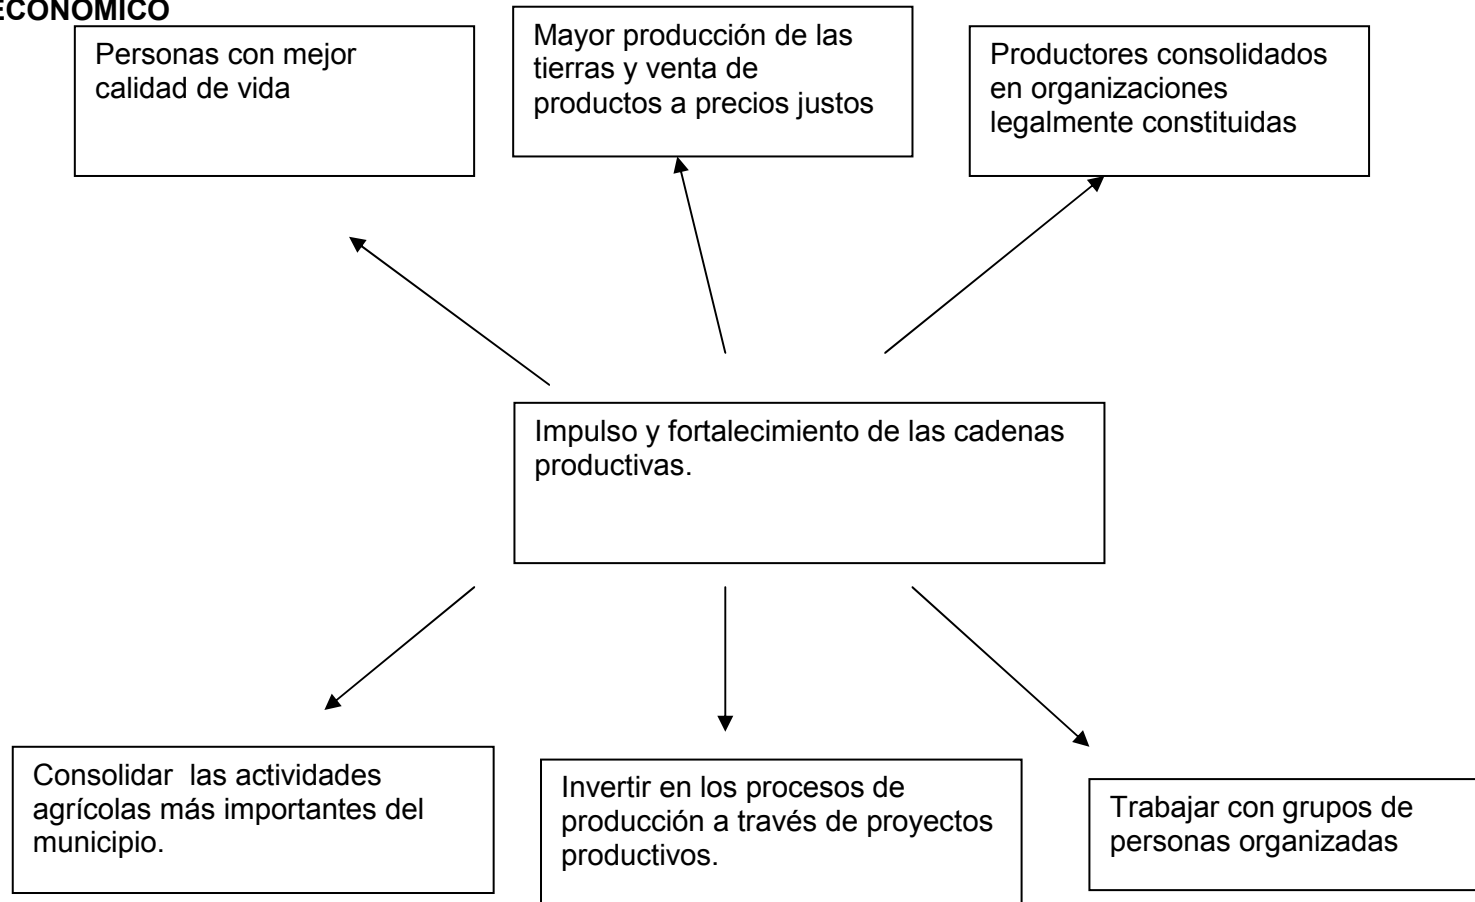 ECONOMICO
Personas con mejor
calidad de vida
Mayor producción de las
tierras y venta de
productos a precios justos
Productores consolidados
en organizaciones
legalmente constituidas
Impulso y fortalecimiento de las cadenas
productivas.
Consolidar las actividades
agrícolas más importantes del
municipio.
Invertir en los procesos de
producción a través de proyectos
productivos.
Trabajar con grupos de
personas organizadas